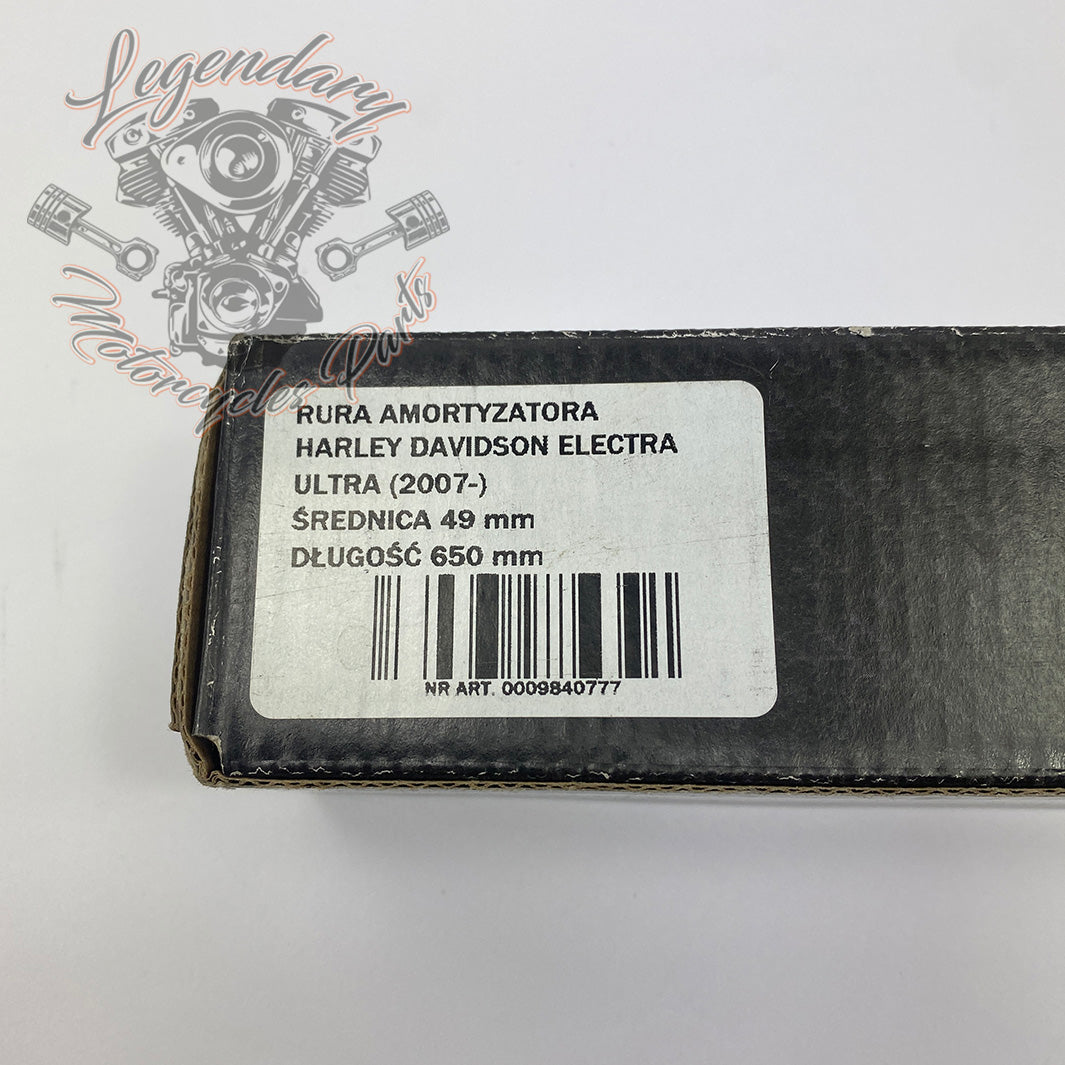 Legendary
Motorcycles Parts
RURA AMORTYZATORA
HARLEY DAVIDSON ELECTRA
ULTRA (2007-)
ŚREDNICA 49 mm
DŁUGOŚĆ 650 mm
NR ART. 0009840777